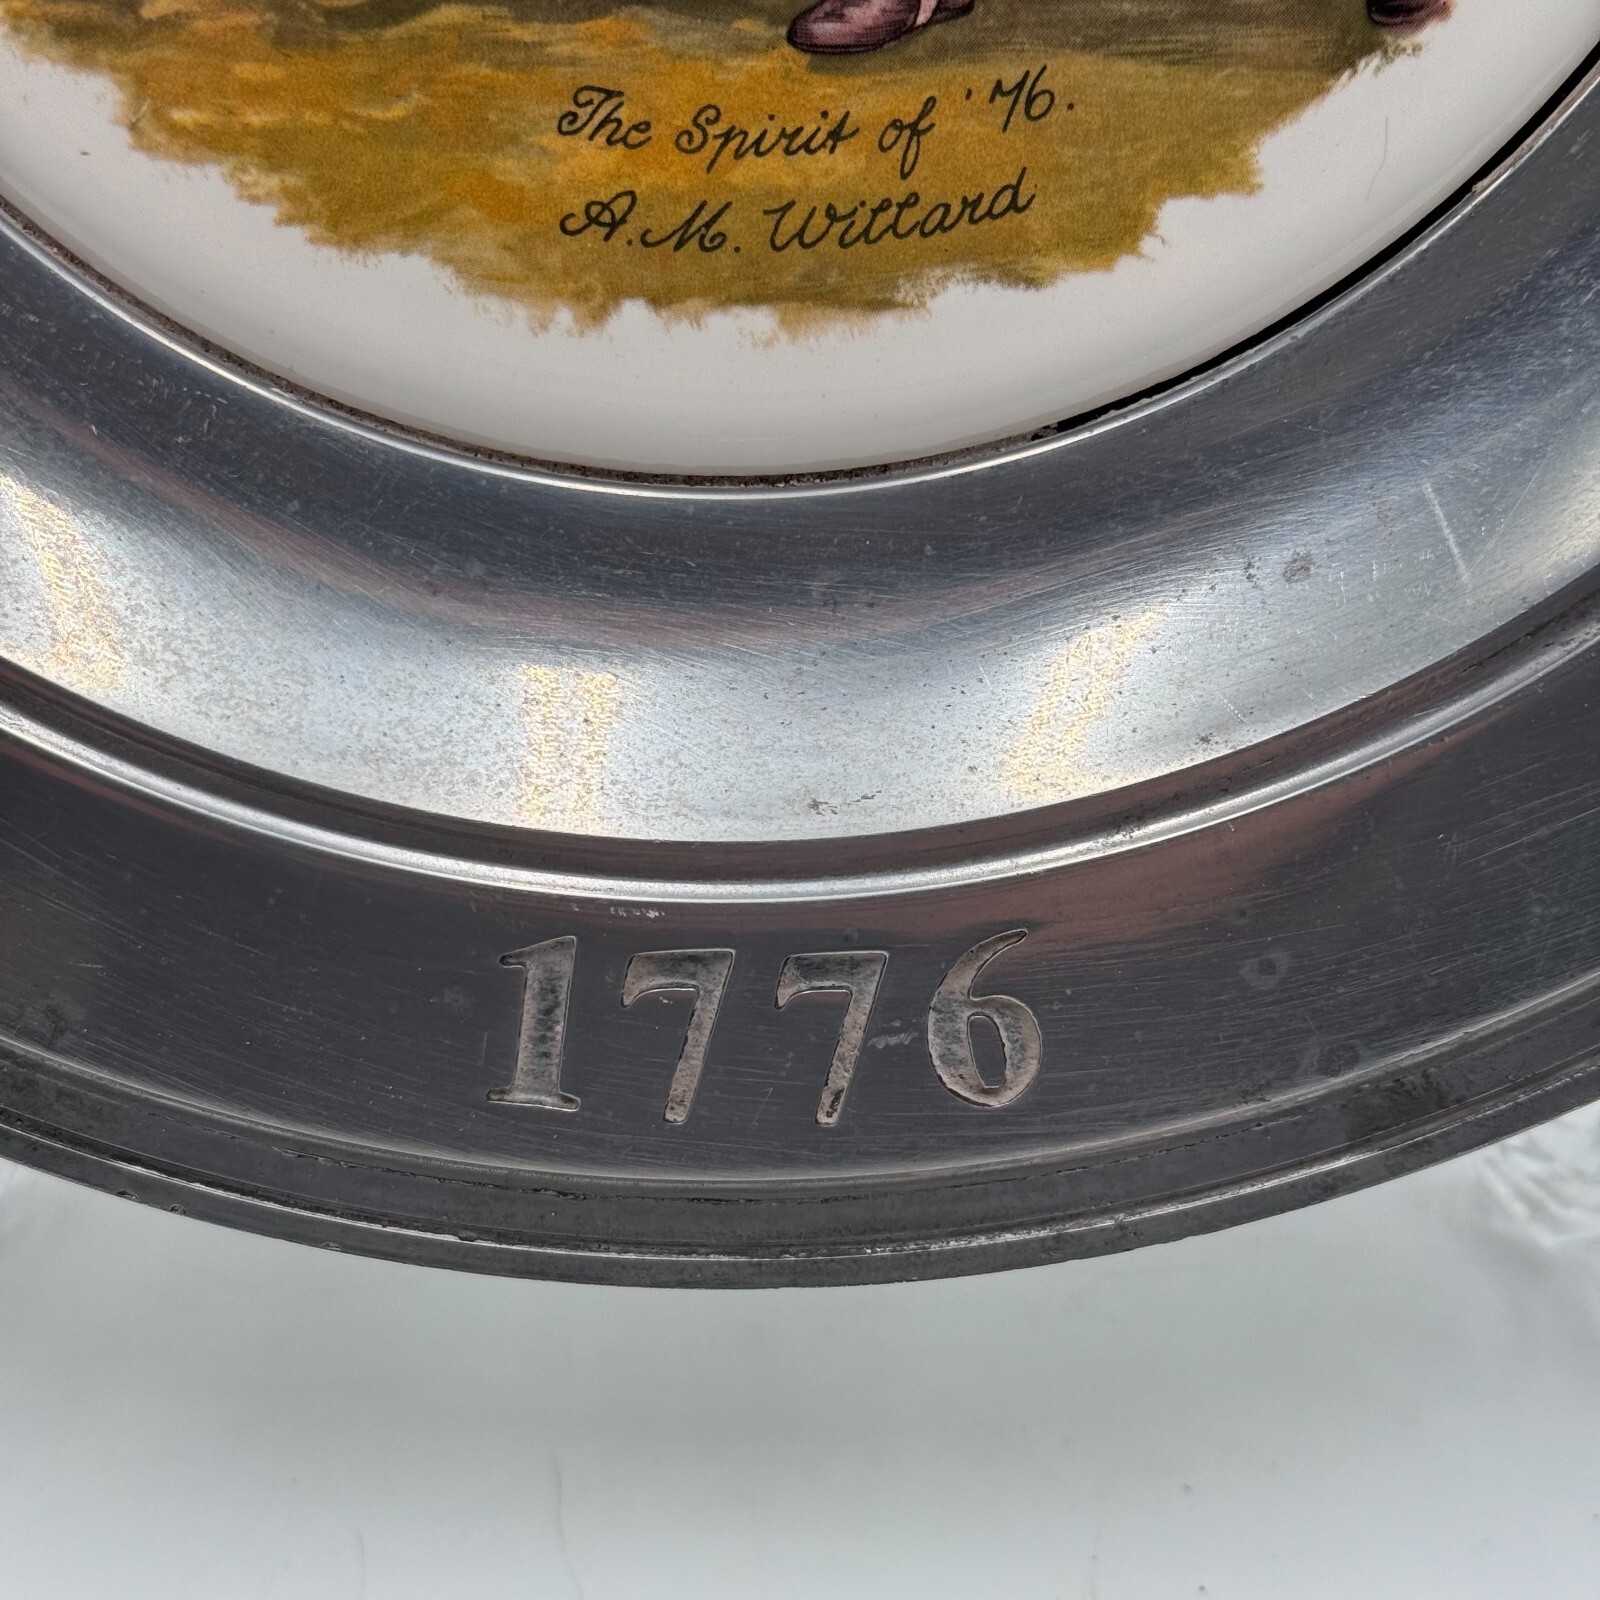 The Spirit of '76.
A. M. Willard
1776